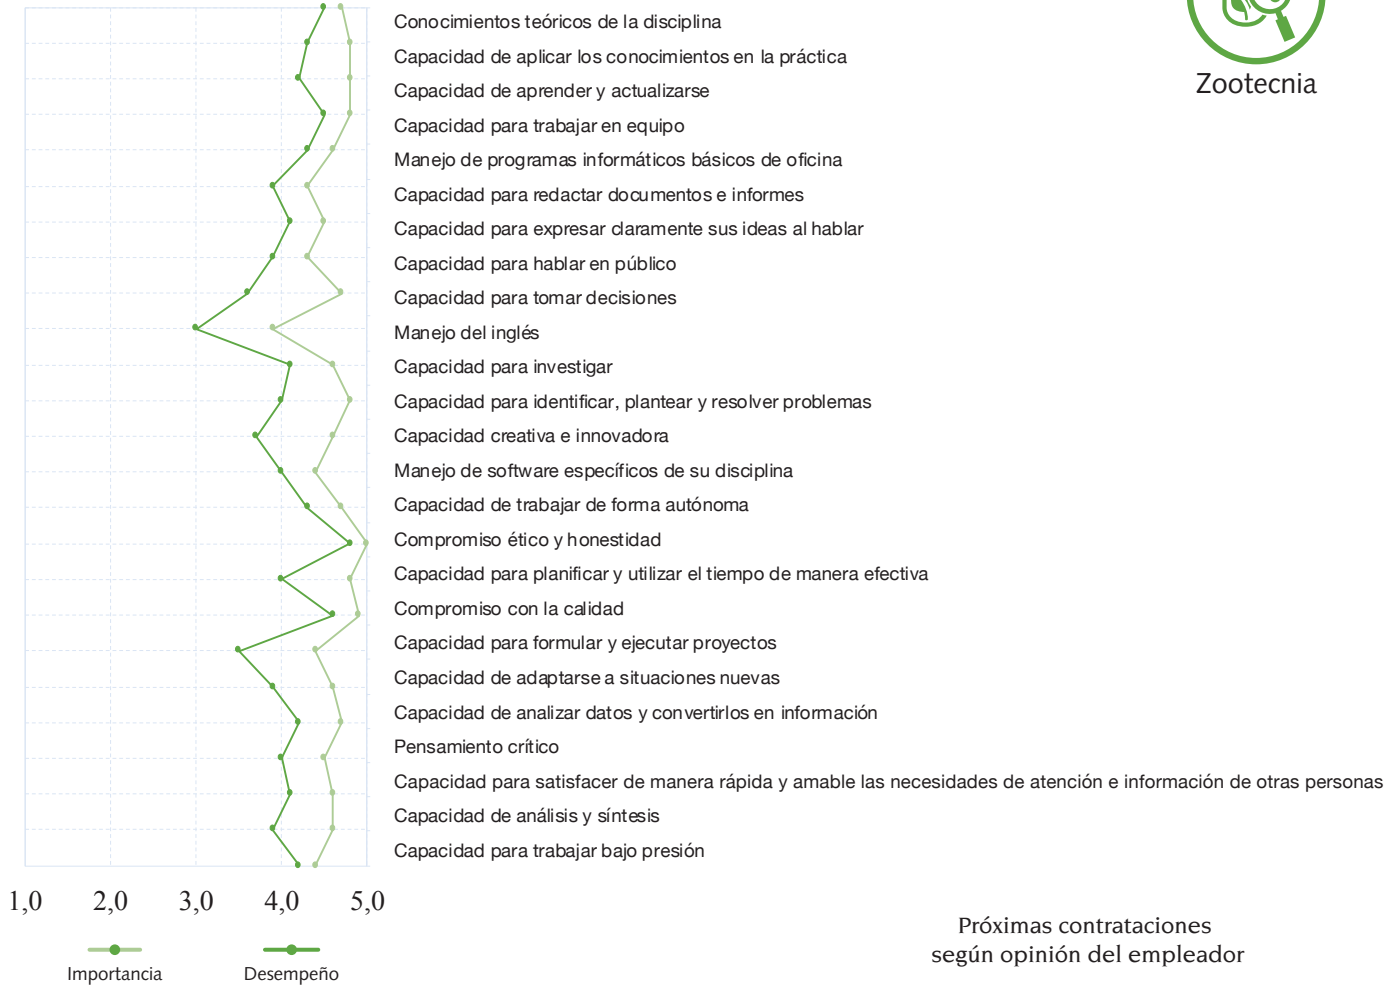 Conocimientos teóricos de la disciplina
Capacidad de aplicar los conocimientos en la práctica
Capacidad de aprender y actualizarse
Capacidad para trabajar en equipo
Manejo de programas informáticos básicos de oficina
Capacidad para redactar documentos e informes
Capacidad para expresar claramente sus ideas al hablar
Capacidad para hablar en público
Capacidad para tomar decisiones
Manejo del inglés
Capacidad para investigar
Capacidad para identificar, plantear y resolver problemas
Capacidad creativa e innovadora
Manejo de software específicos de su disciplina
Capacidad de trabajar de forma autónoma
Compromiso ético y honestidad
Capacidad para planificar y utilizar el tiempo de manera efectiva
Compromiso con la calidad
Capacidad para formular y ejecutar proyectos
Capacidad de adaptarse a situaciones nuevas
Capacidad de analizar datos y convertirlos en información
Pensamiento crítico
Capacidad para satisfacer de manera rápida y amable las necesidades de atención e información de otras personas
Capacidad de análisis y síntesis
Capacidad para trabajar bajo presión
1,0 2,0 3,0 4,0 5,0
Importancia Desempeño
Zootecnia
Próximas contrataciones
según opinión del empleador